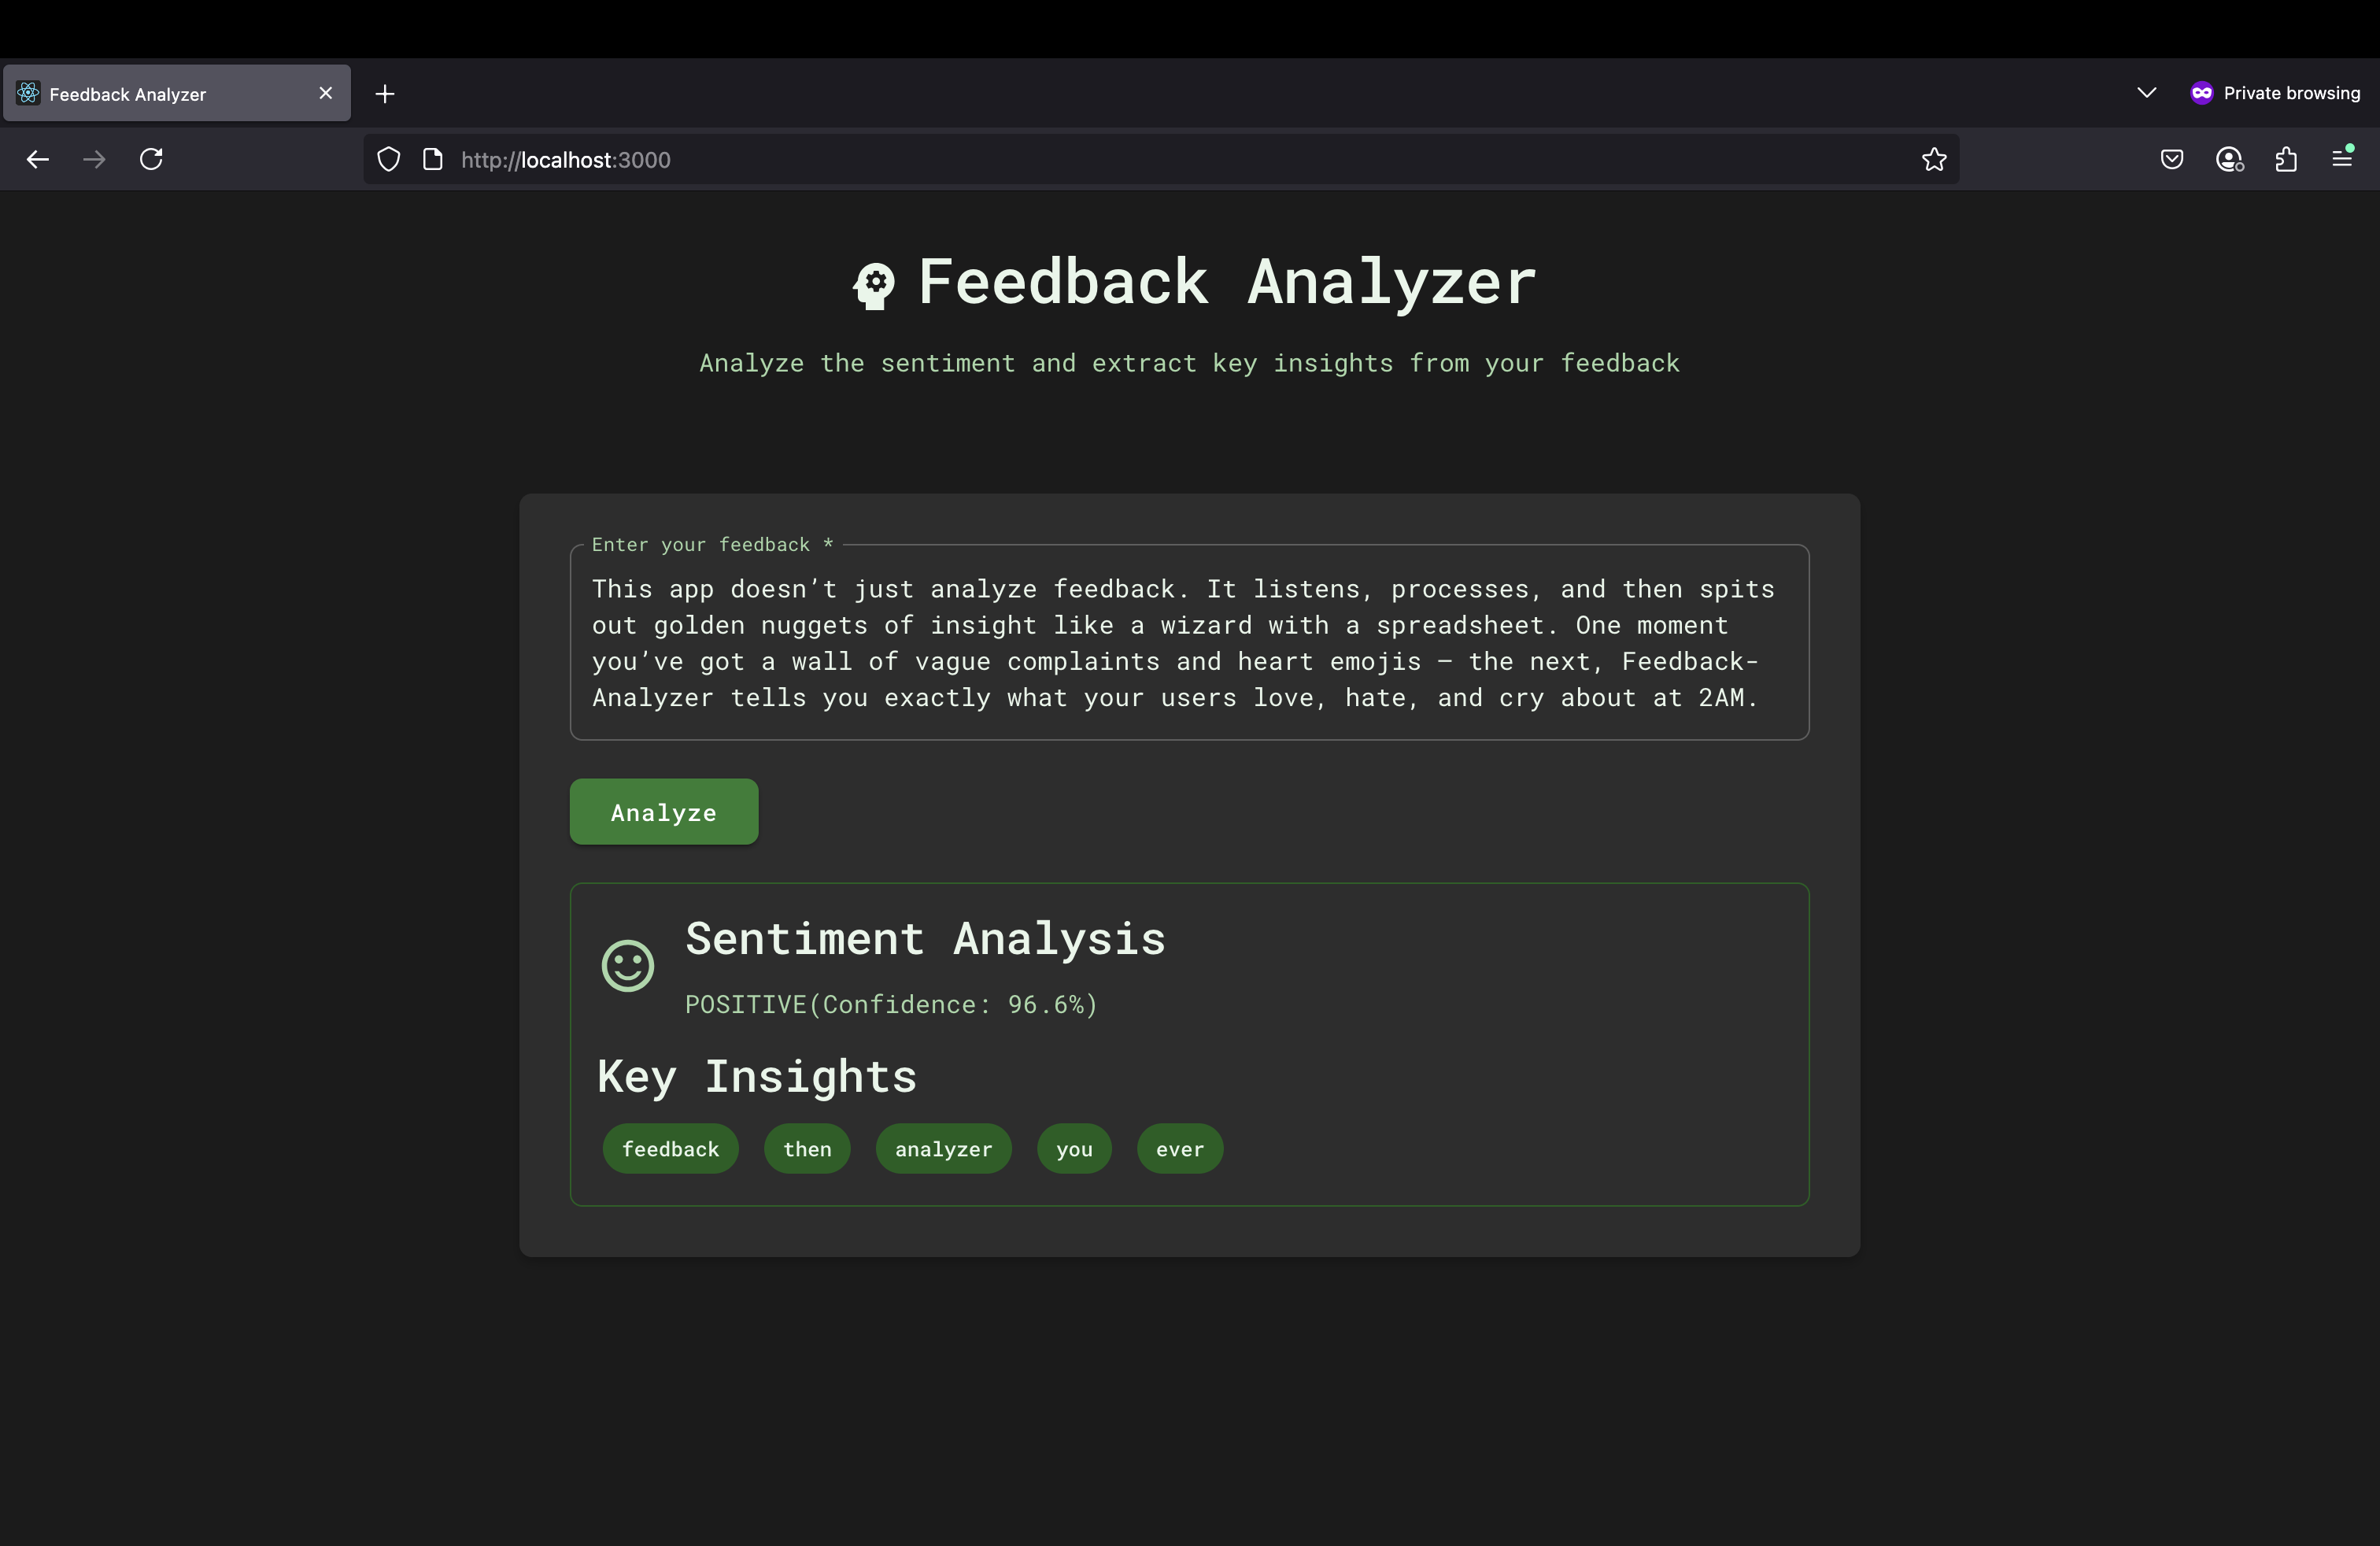 Feedback Analyzer
Private browsing
http://localhost:3000
Feedback Analyzer
Analyze the sentiment and extract key insights from your feedback
Enter your feedback *
This app doesn’t just analyze feedback. It listens, processes, and then spits
out golden nuggets of insight like a wizard with a spreadsheet. One moment
you’ve got a wall of vague complaints and heart emojis — the next, Feedback-
Analyzer tells you exactly what your users love, hate, and cry about at 2AM.
Analyze
Sentiment Analysis
POSITIVE(Confidence: 96.6%)
Key Insights
feedback then analyzer you ever